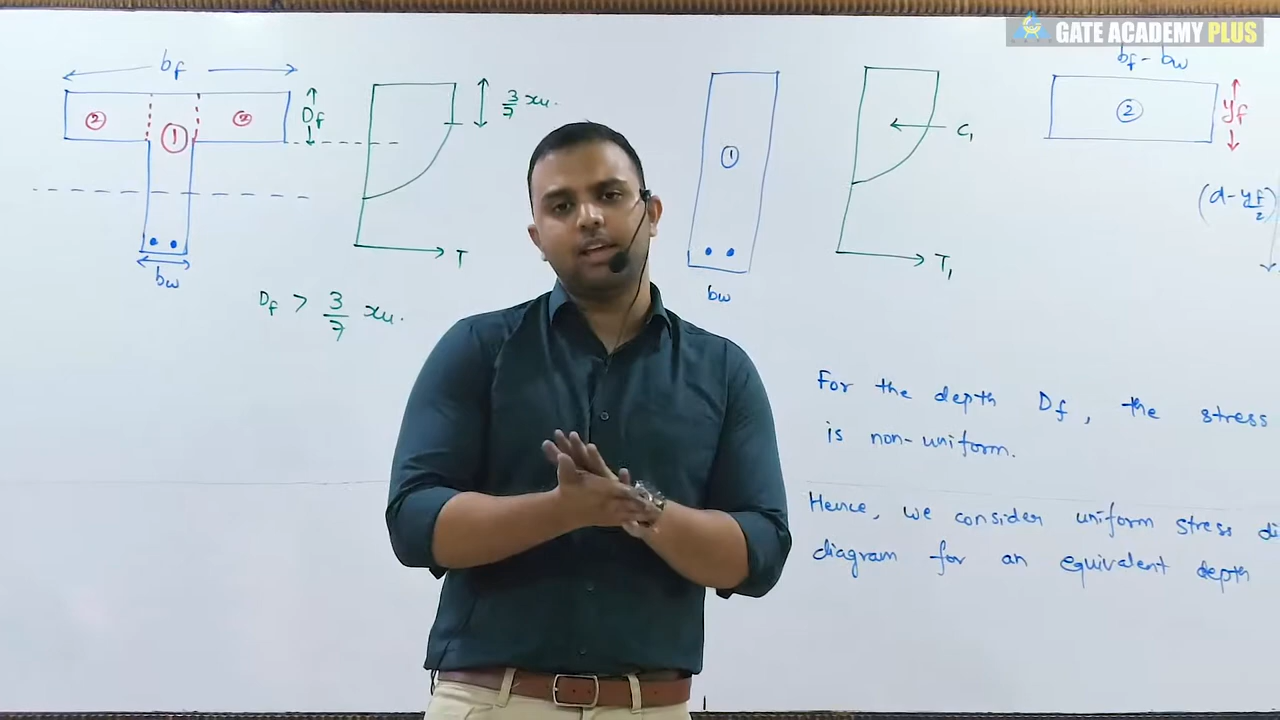 GATE ACADEMY PLUS
bf
② ① ② Df
bw
Df > 3/7 xu.
3/7 xu.
T
①
bw
C1
T1
bf - bw
② yf
(d - yf/2)
For the depth Df, the stress
is non-uniform.
Hence, we consider uniform stress di
diagram for an equivalent depth